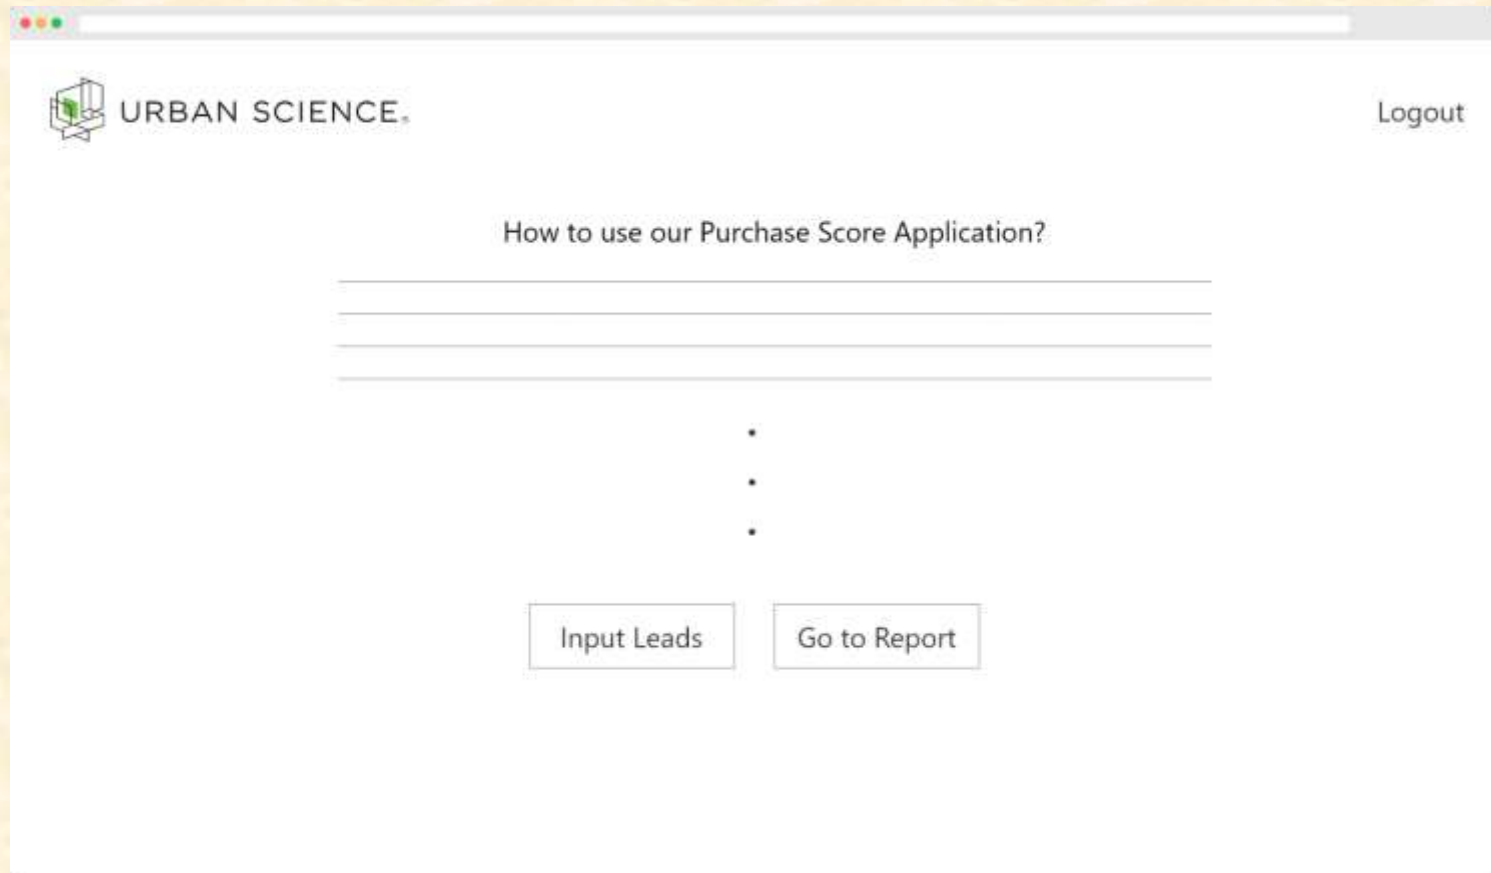 URBAN SCIENCE
Logout
How to use our Purchase Score Application?
Input Leads
Go to Report